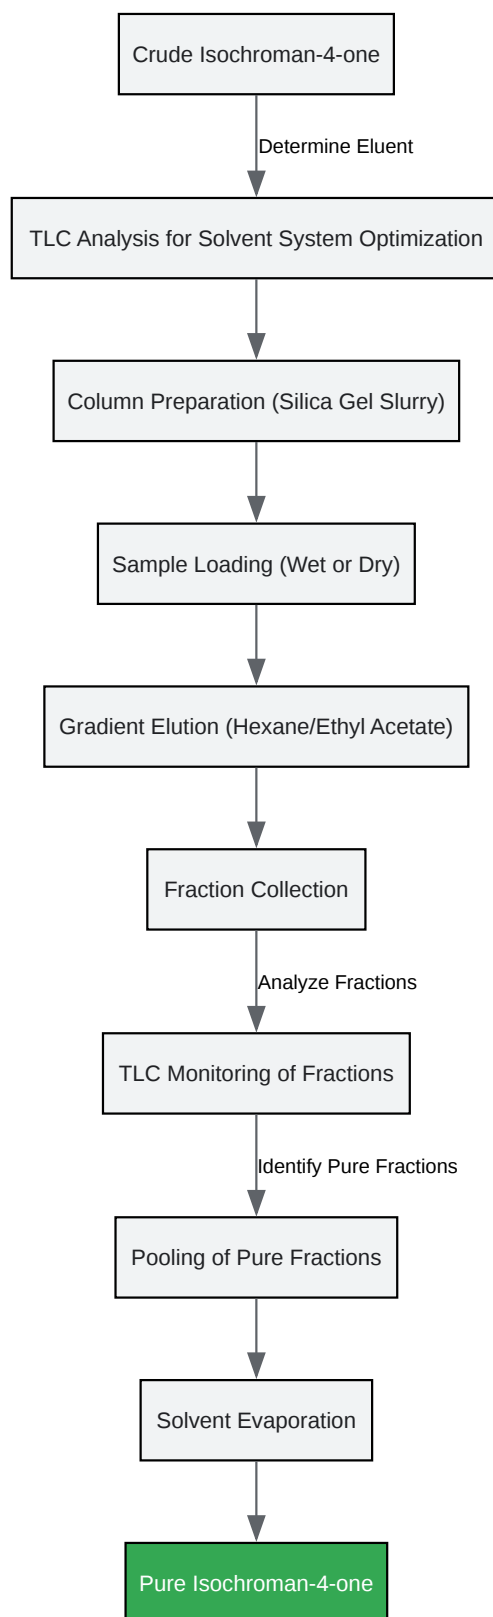 Crude Isochroman-4-one
Determine Eluent
TLC Analysis for Solvent System Optimization
Column Preparation (Silica Gel Slurry)
Sample Loading (Wet or Dry)
Gradient Elution (Hexane/Ethyl Acetate)
Fraction Collection
Analyze Fractions
TLC Monitoring of Fractions
Identify Pure Fractions
Pooling of Pure Fractions
Solvent Evaporation
Pure Isochroman-4-one